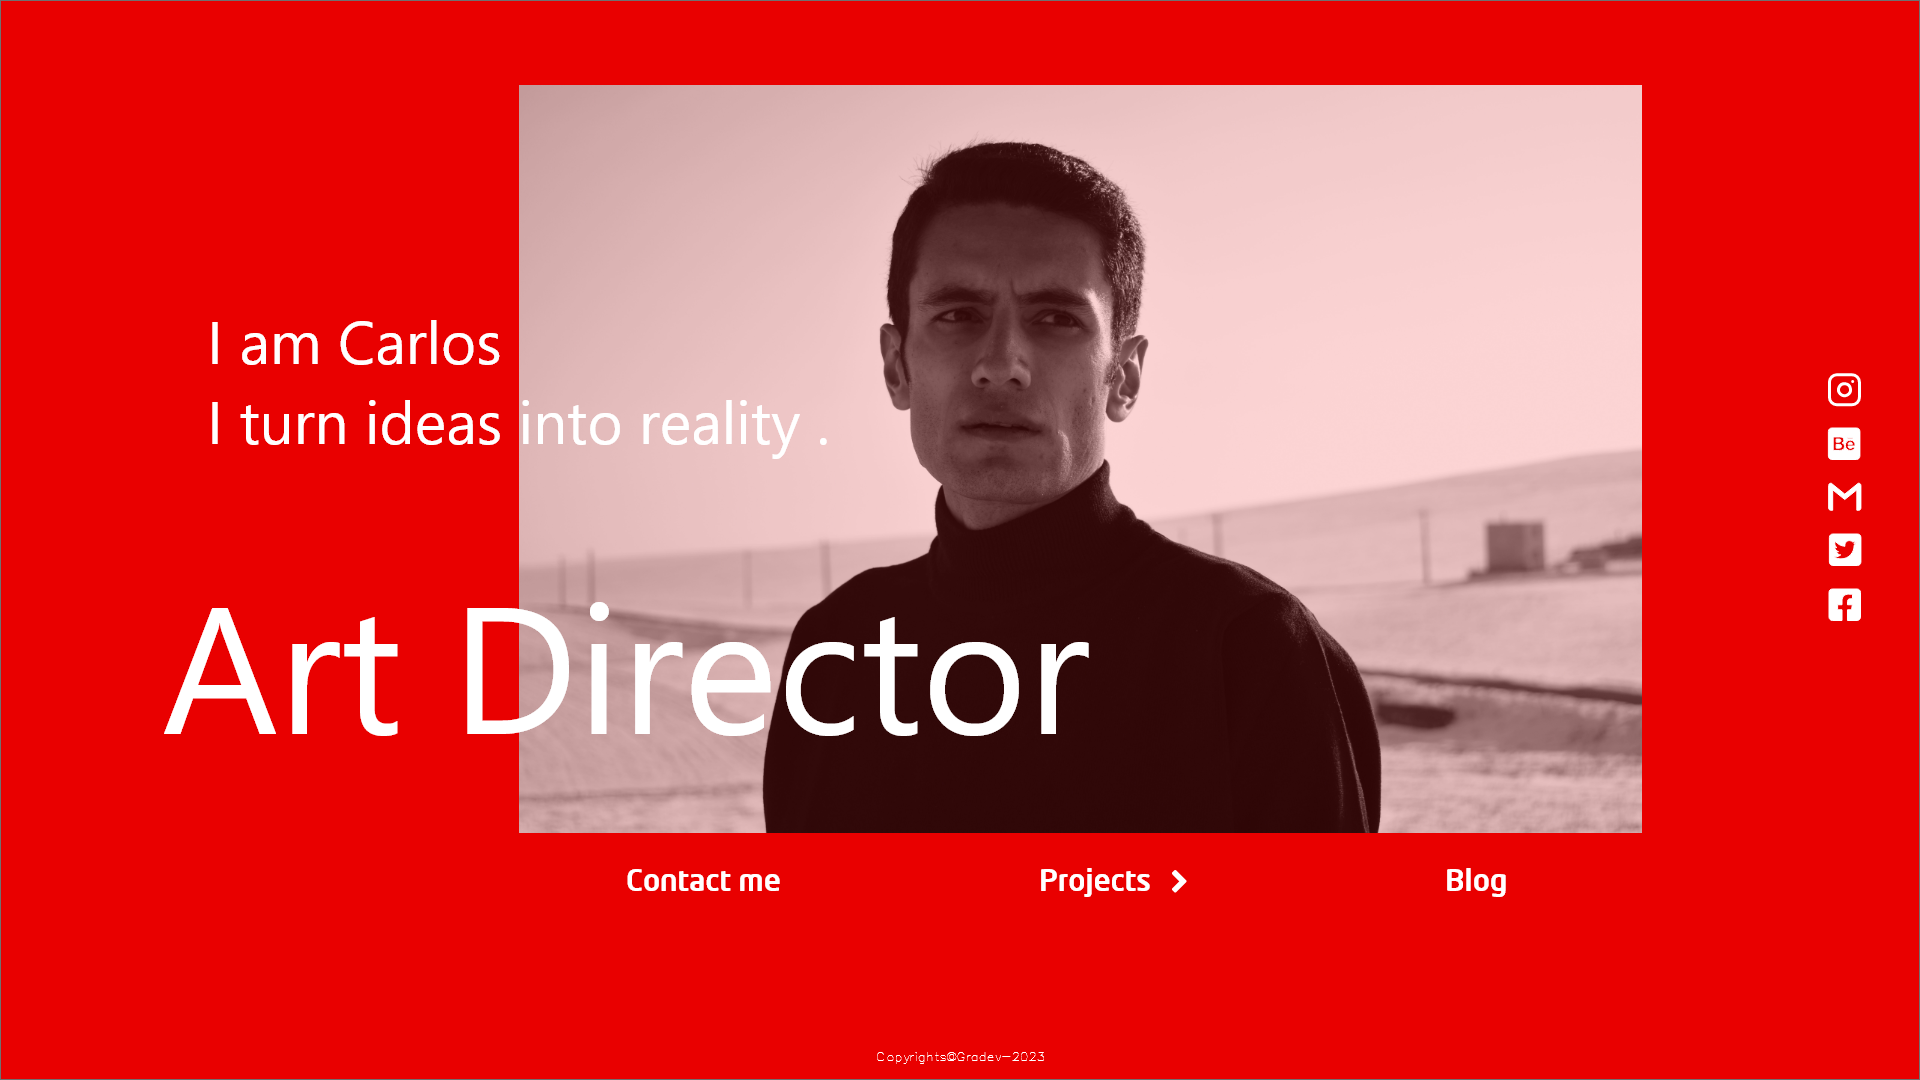 I am Carlos
I turn ideas into reality .
Be
Art Director
Contact me
Projects
Blog
Copyrights@Gradev-2023